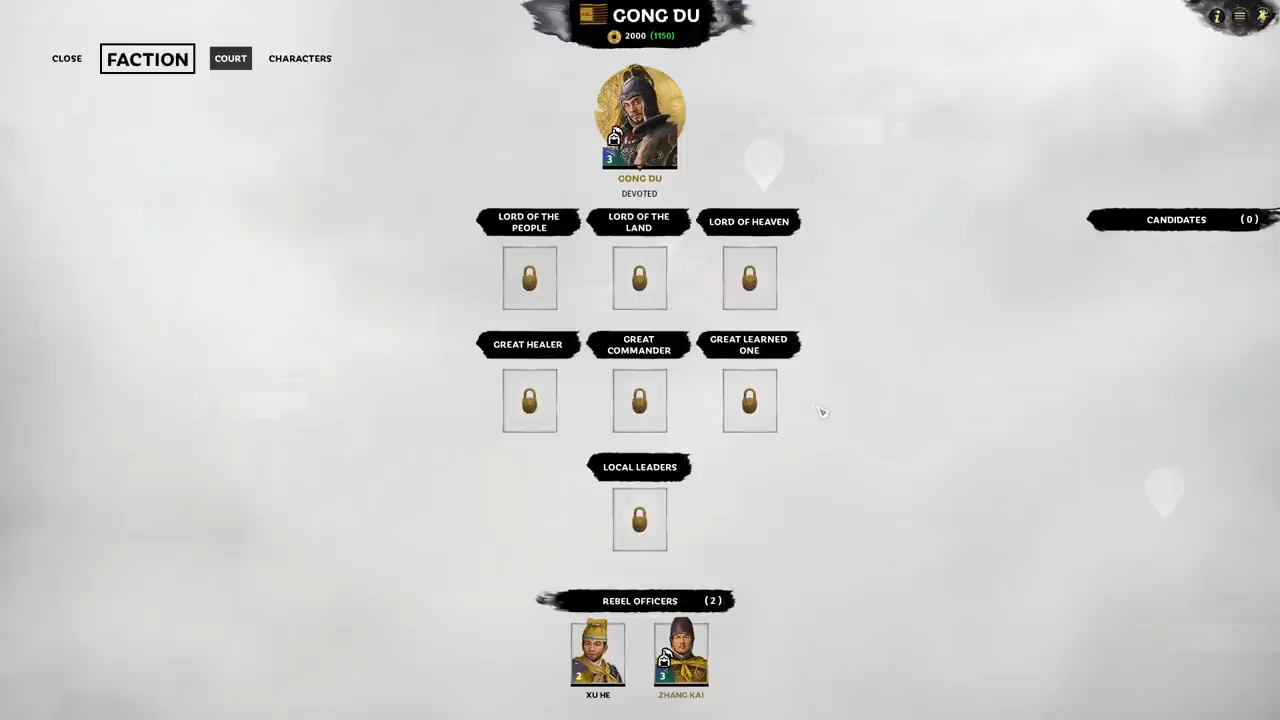 GONG DU
2000 (1150)
CLOSE
FACTION
COURT
CHARACTERS
3
GONG DU
DEVOTED
LORD OF THE
PEOPLE
LORD OF THE
LAND
LORD OF HEAVEN
CANDIDATES (0)
GREAT HEALER
GREAT
COMMANDER
GREAT LEARNED
ONE
LOCAL LEADERS
REBEL OFFICERS (2)
2
3
XU HE
ZHANG KAI